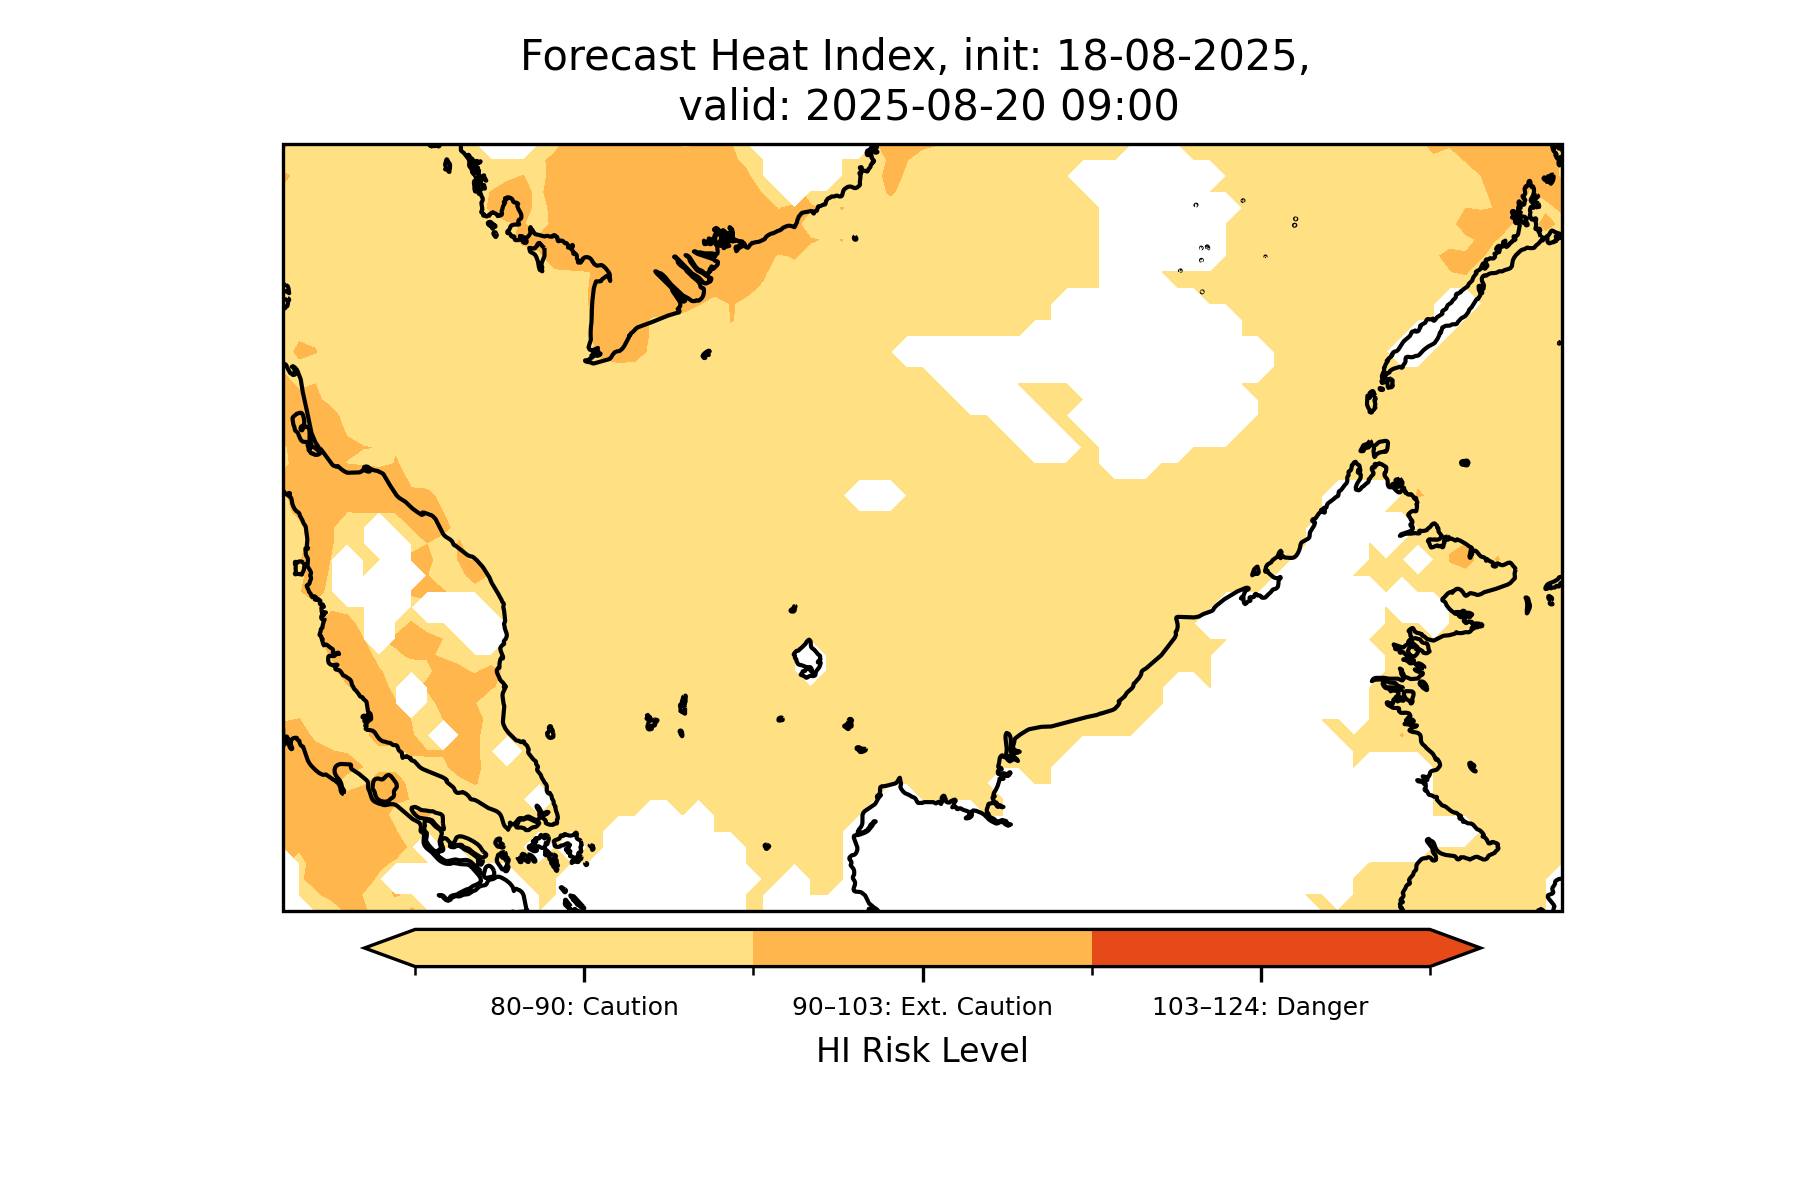 Forecast Heat Index, init: 18-08-2025,
valid: 2025-08-20 09:00
80–90: Caution
90–103: Ext. Caution
103–124: Danger
HI Risk Level